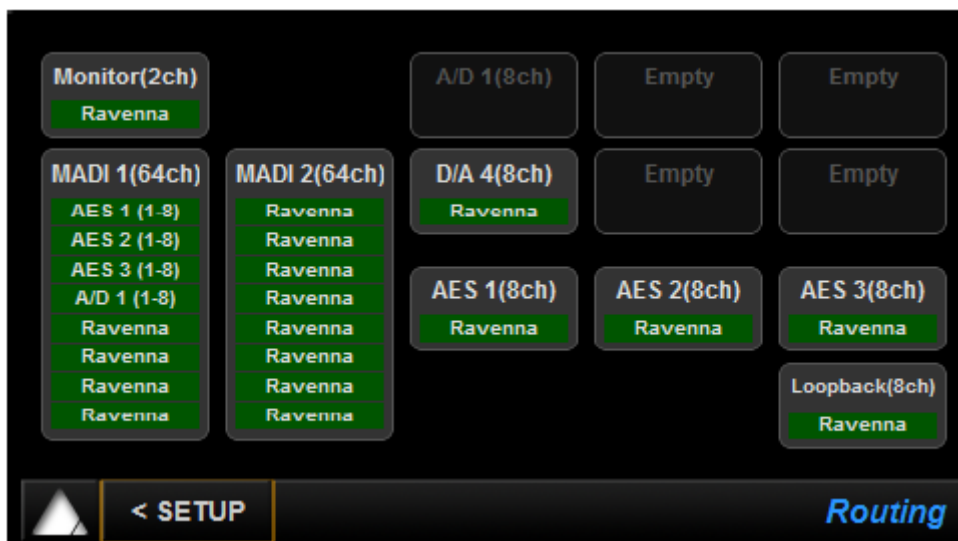 Monitor(2ch)
Ravenna
A/D 1(8ch)
Empty
Empty
MADI 1(64ch)
AES 1 (1-8)
AES 2 (1-8)
AES 3 (1-8)
A/D 1 (1-8)
Ravenna
Ravenna
Ravenna
Ravenna
MADI 2(64ch)
Ravenna
Ravenna
Ravenna
Ravenna
Ravenna
Ravenna
Ravenna
Ravenna
D/A 4(8ch)
Ravenna
Empty
Empty
AES 1(8ch)
Ravenna
AES 2(8ch)
Ravenna
AES 3(8ch)
Ravenna
Loopback(8ch)
Ravenna
< SETUP
Routing